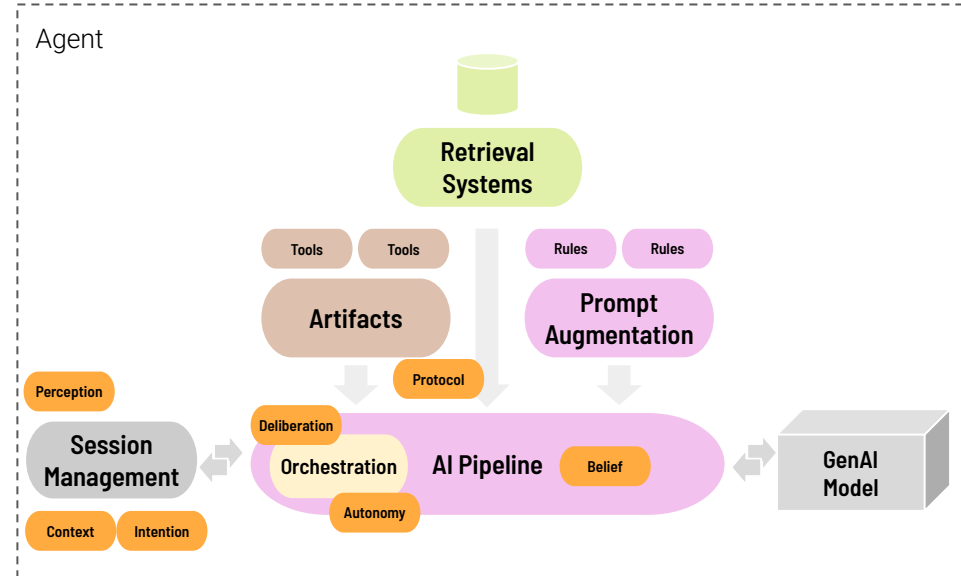 Agent
Retrieval
Systems
Tools
Tools
Rules
Rules
Artifacts
Prompt
Augmentation
Protocol
Perception
Deliberation
Session
Management
Orchestration
AI Pipeline
Belief
GenAI
Model
Autonomy
Context
Intention